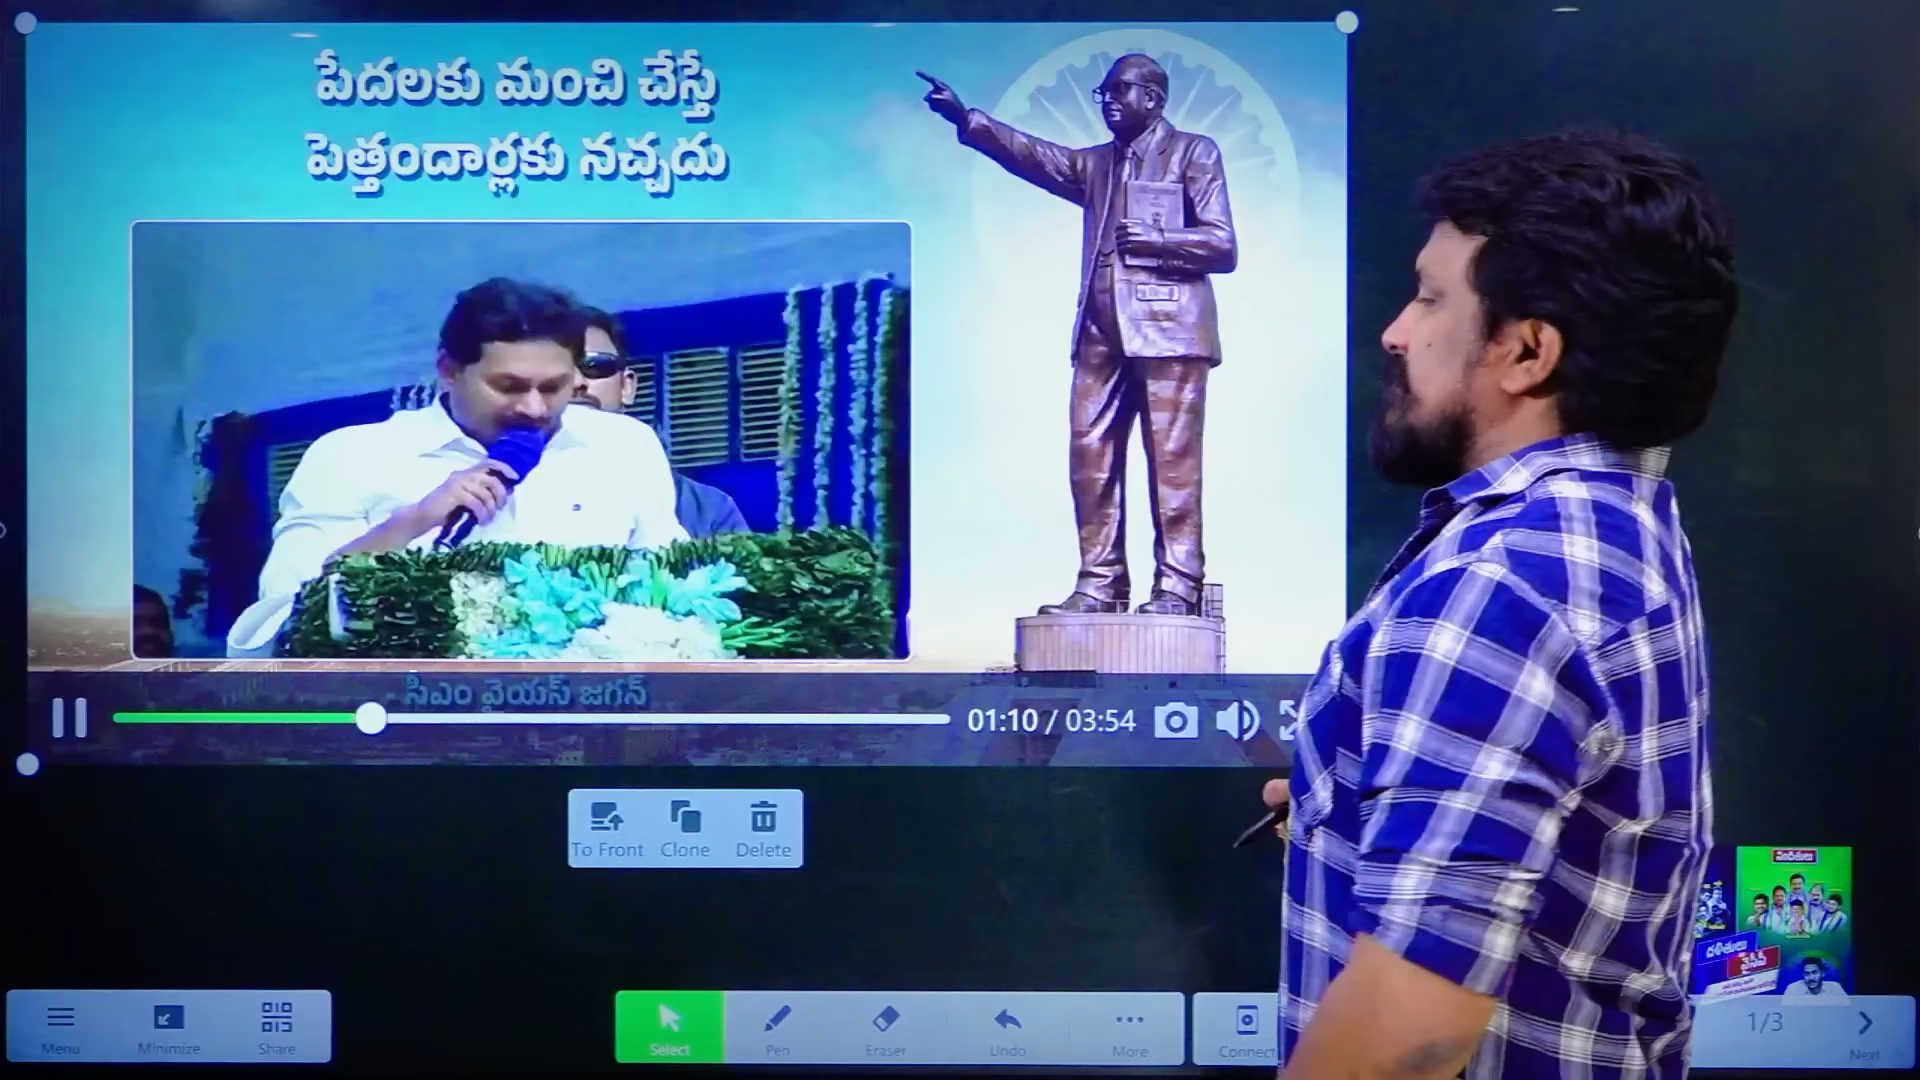 పేదలకు మంచి చేస్తే
పెత్తందార్లకు నచ్చదు
సీఎం వైయస్ జగన్
01:10 / 03:54
To Front Clone Delete
నిందితులు
దళితులు
వైసీపీ
Menu Minimize Share
Select Pen Eraser Undo More
Connect
1/3
Next